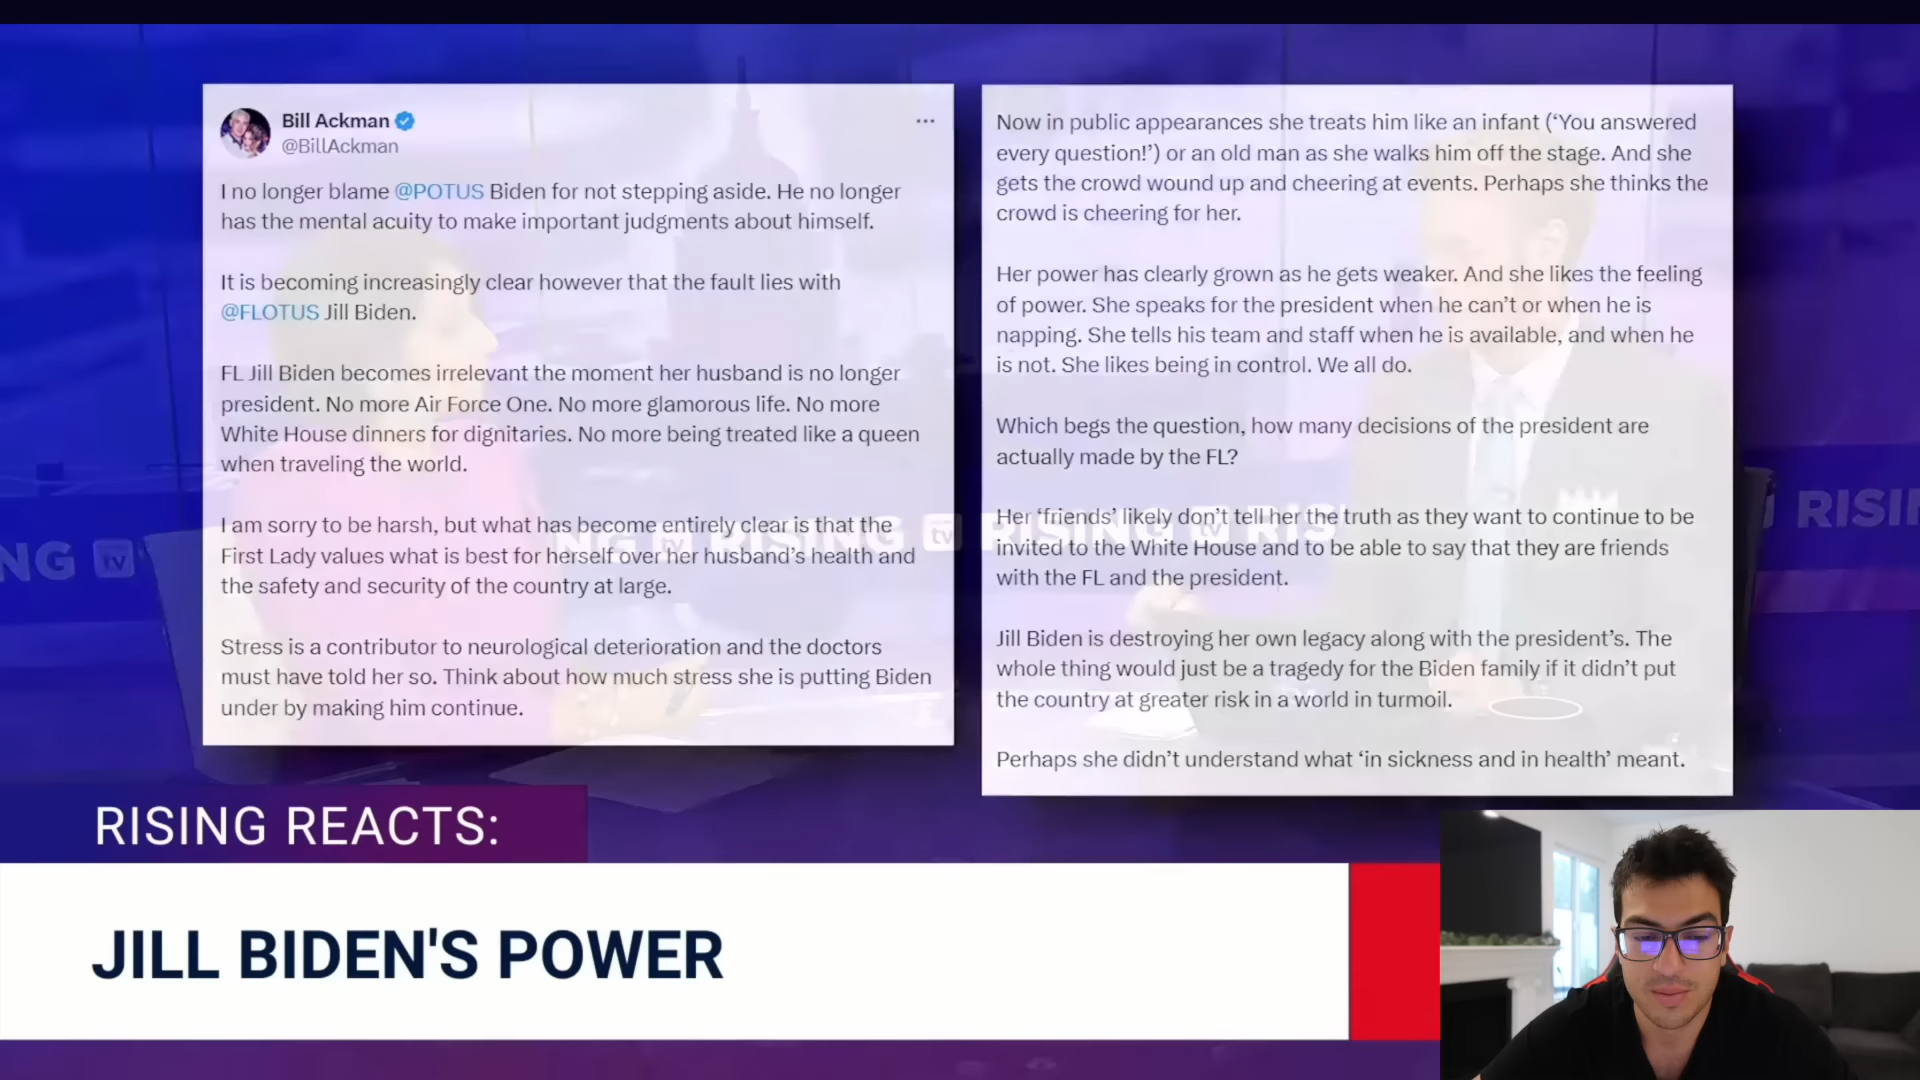 Bill Ackman
@BillAckman
I no longer blame @POTUS Biden for not stepping aside. He no longer
has the mental acuity to make important judgments about himself.
It is becoming increasingly clear however that the fault lies with
@FLOTUS Jill Biden.
FL Jill Biden becomes irrelevant the moment her husband is no longer
president. No more Air Force One. No more glamorous life. No more
White House dinners for dignitaries. No more being treated like a queen
when traveling the world.
I am sorry to be harsh, but what has become entirely clear is that the
First Lady values what is best for herself over her husband’s health and
the safety and security of the country at large.
Stress is a contributor to neurological deterioration and the doctors
must have told her so. Think about how much stress she is putting Biden
under by making him continue.
Now in public appearances she treats him like an infant (‘You answered
every question!’) or an old man as she walks him off the stage. And she
gets the crowd wound up and cheering at events. Perhaps she thinks the
crowd is cheering for her.
Her power has clearly grown as he gets weaker. And she likes the feeling
of power. She speaks for the president when he can’t or when he is
napping. She tells his team and staff when he is available, and when he
is not. She likes being in control. We all do.
Which begs the question, how many decisions of the president are
actually made by the FL?
Her ‘friends’ likely don’t tell her the truth as they want to continue to be
invited to the White House and to be able to say that they are friends
with the FL and the president.
Jill Biden is destroying her own legacy along with the president’s. The
whole thing would just be a tragedy for the Biden family if it didn’t put
the country at greater risk in a world in turmoil.
Perhaps she didn’t understand what ‘in sickness and in health’ meant.
NG tv NG tv RISING tv RISING tv RIS RISI
RISING REACTS:
JILL BIDEN'S POWER